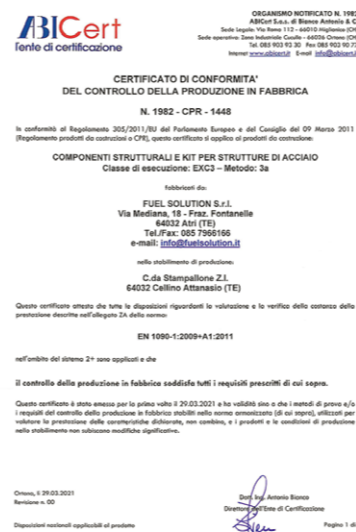 ABICert
l'ente di certificazione
ORGANISMO NOTIFICATO N. 1982
ABICert S.a.s. di Bianco Antonio & C
Sede Legale: Via Roma 112 - 66010 Miglianico (CH
Sede operativa: Zona Industriale Cucullo - 66026 Ortona (CH
Tel. 085 903 93 30 Fax 085 903 90 77
Internet www.abicert.it E-mail info@abicert.it
CERTIFICATO DI CONFORMITA'
DEL CONTROLLO DELLA PRODUZIONE IN FABBRICA
N. 1982 - CPR - 1448
In conformità al Regolamento 305/2011/EU del Parlamento Europeo e del Consiglio del 09 Marzo 2011
(Regolamento prodotti da costruzioni o CPR), questo certificato si applica ai prodotti da costruzione:
COMPONENTI STRUTTURALI E KIT PER STRUTTURE DI ACCIAIO
Classe di esecuzione: EXC3 – Metodo: 3a
fabbricati da:
FUEL SOLUTION S.r.l.
Via Mediana, 18 - Fraz. Fontanelle
64032 Atri (TE)
Tel./Fax: 085 7966166
e-mail: info@fuelsolution.it
nello stabilimento di produzione:
C.da Stampallone Z.I.
64032 Cellino Attanasio (TE)
Questo certificato attesta che tutte le disposizioni riguardanti la valutazione e la verifica della costanza della
prestazione descritte nell'allegato ZA della norma:
EN 1090-1:2009+A1:2011
nell'ambito del sistema 2+ sono applicati e che
il controllo della produzione in fabbrica soddisfa tutti i requisiti prescritti di cui sopra.
Questo certificato è stato emesso per la prima volta il 29.03.2021 e ha validità sino a che i metodi di prova e/o
i requisiti del controllo della produzione in fabbrica stabiliti nella norma armonizzata (di cui sopra), utilizzati per
valutare la prestazione delle caratteristiche dichiarate, non cambino, e i prodotti e le condizioni di produzione
nello stabilimento non subiscano modifiche significative.
Ortona, lì 29.03.2021
Revisione n. 00
Dott. Ing. Antonio Bianco
Direttore dell'Ente di Certificazione
Disposizioni nazionali applicabili al prodotto
Pagina 1 di